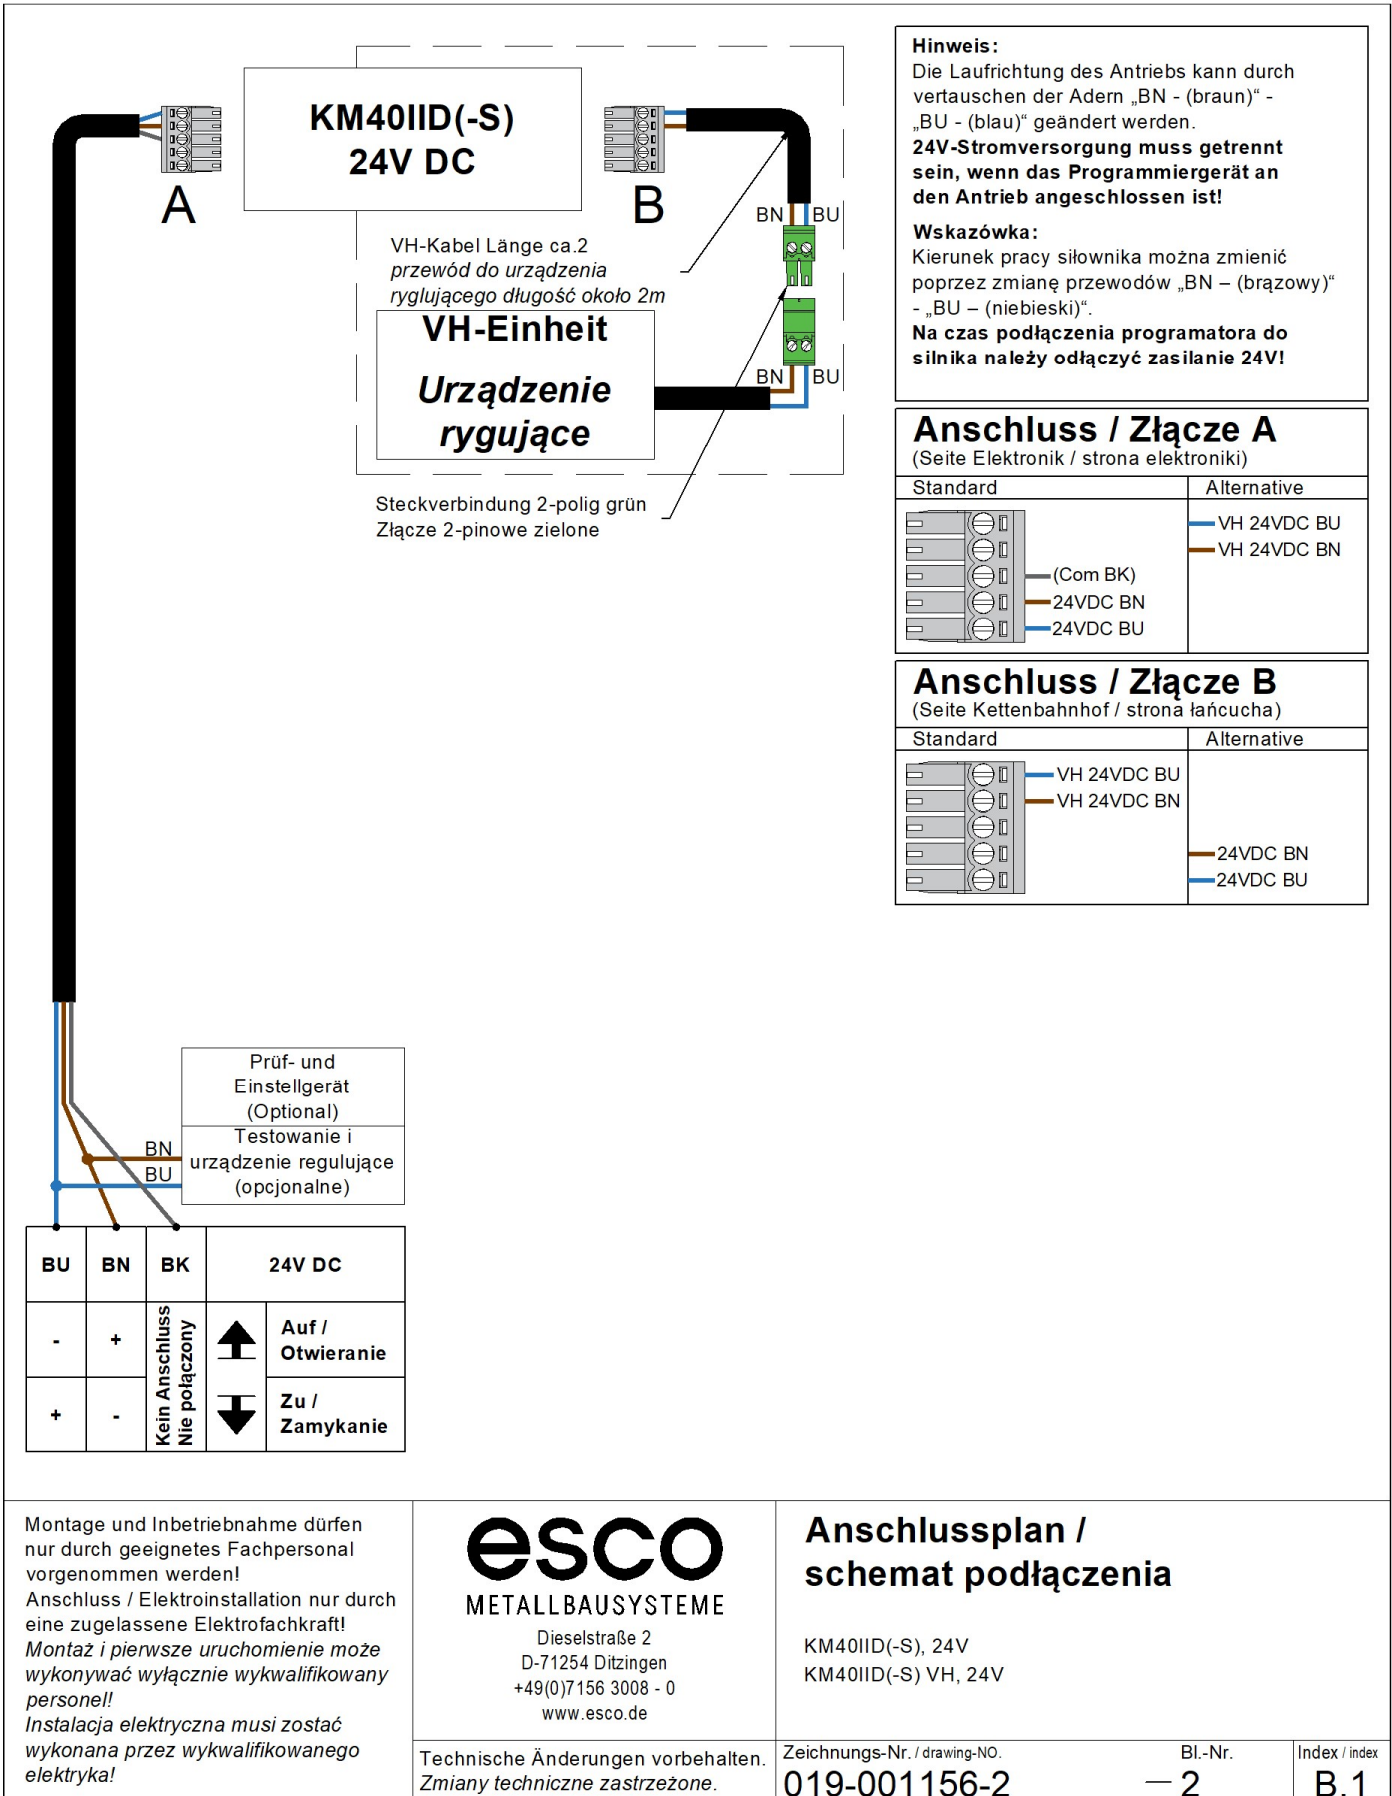 KM40IID(-S)
24V DC
A
B
BN
BU
VH-Kabel Länge ca.2
przewód do urządzenia
ryglującego długość około 2m
VH-Einheit
Urządzenie
rygujące
BN
BU
Steckverbindung 2-polig grün
Złącze 2-pinowe zielone
Hinweis:
Die Laufrichtung des Antriebs kann durch
vertauschen der Adern „BN - (braun)“ -
„BU - (blau)“ geändert werden.
24V-Stromversorgung muss getrennt
sein, wenn das Programmiergerät an
den Antrieb angeschlossen ist!
Wskazówka:
Kierunek pracy siłownika można zmienić
poprzez zmianę przewodów „BN – (brązowy)“
- „BU – (niebieski)“.
Na czas podłączenia programatora do
silnika należy odłączyć zasilanie 24V!
Anschluss / Złącze A
(Seite Elektronik / strona elektroniki)
Standard
Alternative
VH 24VDC BU
VH 24VDC BN
(Com BK)
24VDC BN
24VDC BU
Anschluss / Złącze B
(Seite Kettenbahnhof / strona łańcucha)
Standard
Alternative
VH 24VDC BU
VH 24VDC BN
24VDC BN
24VDC BU
Prüf- und
Einstellgerät
(Optional)
Testowanie i
urządzenie regulujące
(opcjonalne)
BN
BU
BU
BN
BK
24V DC
-
+
Kein Anschluss
Nie połączony
Auf /
Otwieranie
+
-
Zu /
Zamykanie
Montage und Inbetriebnahme dürfen
nur durch geeignetes Fachpersonal
vorgenommen werden!
Anschluss / Elektroinstallation nur durch
eine zugelassene Elektrofachkraft!
Montaż i pierwsze uruchomienie może
wykonywać wyłącznie wykwalifikowany
personel!
Instalacja elektryczna musi zostać
wykonana przez wykwalifikowanego
elektryka!
esco
METALLBAUSYSTEME
Dieselstraße 2
D-71254 Ditzingen
+49(0)7156 3008 - 0
www.esco.de
Technische Änderungen vorbehalten.
Zmiany techniczne zastrzeżone.
Anschlussplan /
schemat podłączenia
KM40IID(-S), 24V
KM40IID(-S) VH, 24V
Zeichnungs-Nr. / drawing-NO.
019-001156-2
Bl.-Nr.
— 2
Index / index
B.1